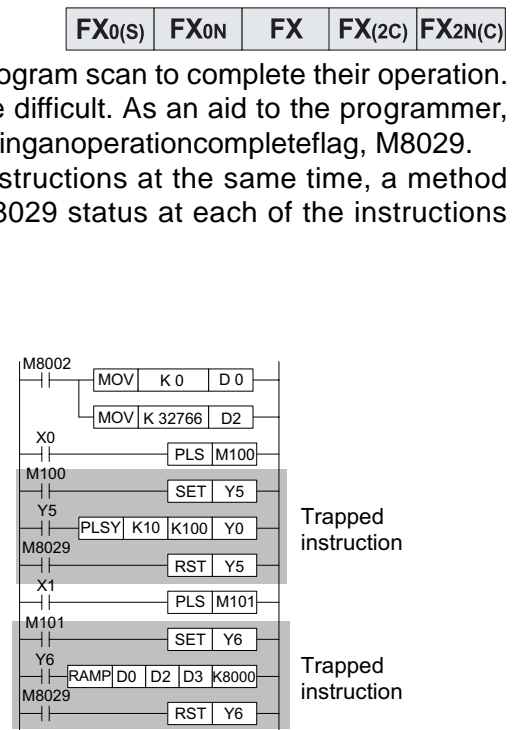 FX0(S) FX0N FX FX(2C) FX2N(C)
ogram scan to complete their operation.
e difficult. As an aid to the programmer,
inganoperationcompleteflag, M8029.
structions at the same time, a method
3029 status at each of the instructions
M8002
MOV K 0 D 0
MOV K 32766 D2
X0
PLS M100
M100
SET Y5
Y5
PLSY K10 K100 Y0
Trapped
instruction
M8029
RST Y5
X1
PLS M101
M101
SET Y6
Y6
RAMP D0 D2 D3 K8000
Trapped
instruction
M8029
RST Y6